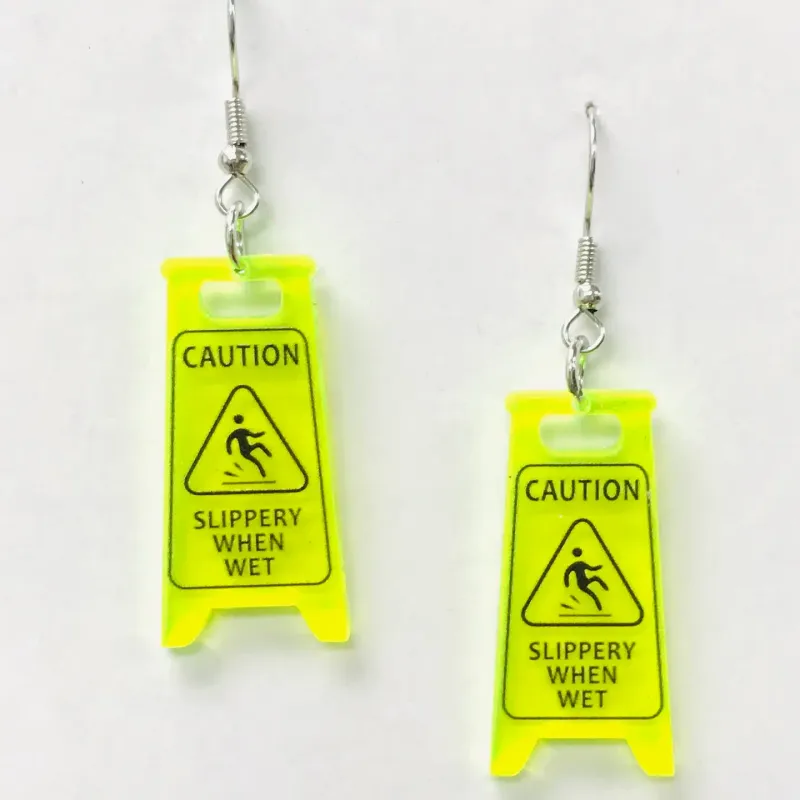 CAUTION
SLIPPERY
WHEN
WET
CAUTION
SLIPPERY
WHEN
WET